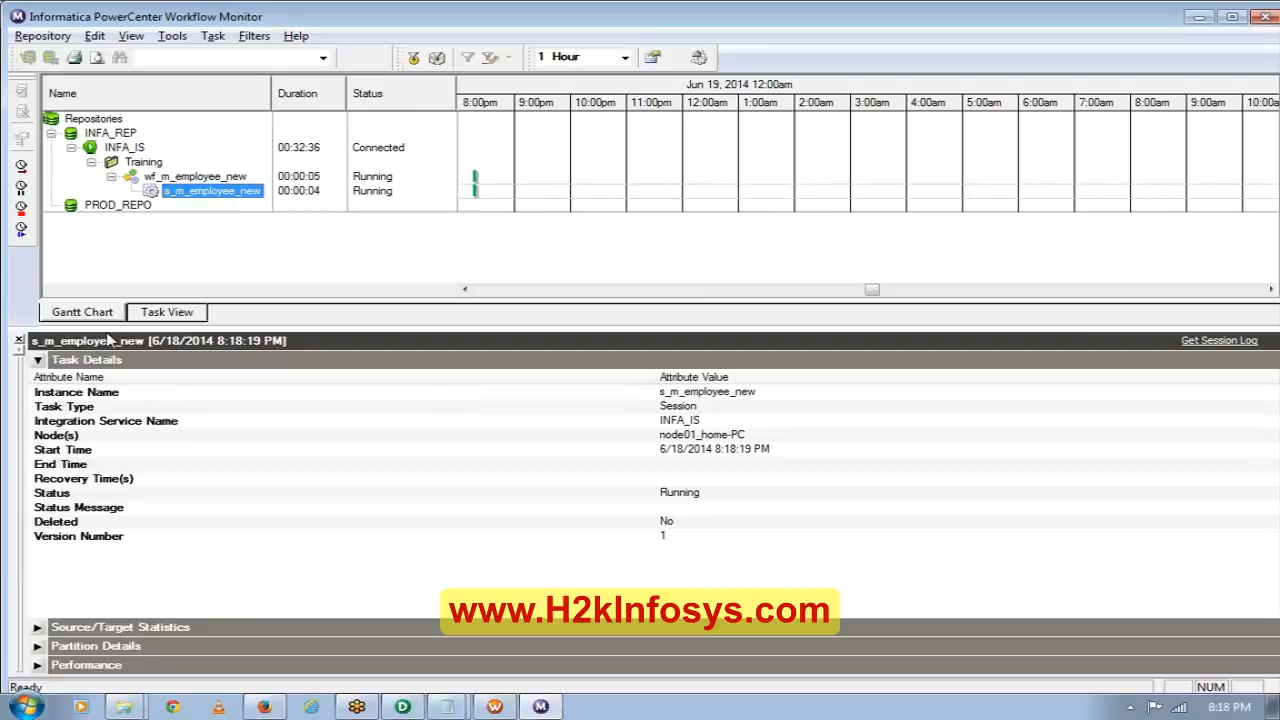 Informatica PowerCenter Workflow Monitor
Repository Edit View Tools Task Filters Help
1 Hour
Name Duration Status Jun 19, 2014 12:00am
8:00pm 9:00pm 10:00pm 11:00pm 12:00am 1:00am 2:00am 3:00am 4:00am 5:00am 6:00am 7:00am 8:00am 9:00am 10:00a
Repositories
INFA_REP
INFA_IS 00:32:36 Connected
Training
wf_m_employee_new 00:00:05 Running
s_m_employee_new 00:00:04 Running
PROD_REPO
Gantt Chart Task View
s_m_employee_new [6/18/2014 8:18:19 PM] Get Session Log
Task Details
Attribute Name Attribute Value
Instance Name s_m_employee_new
Task Type Session
Integration Service Name INFA_IS
Node(s) node01_home-PC
Start Time 6/18/2014 8:18:19 PM
End Time
Recovery Time(s)
Status Running
Status Message
Deleted No
Version Number 1
www.H2kInfosys.com
Source/Target Statistics
Partition Details
Performance
Ready NUM
8:18 PM